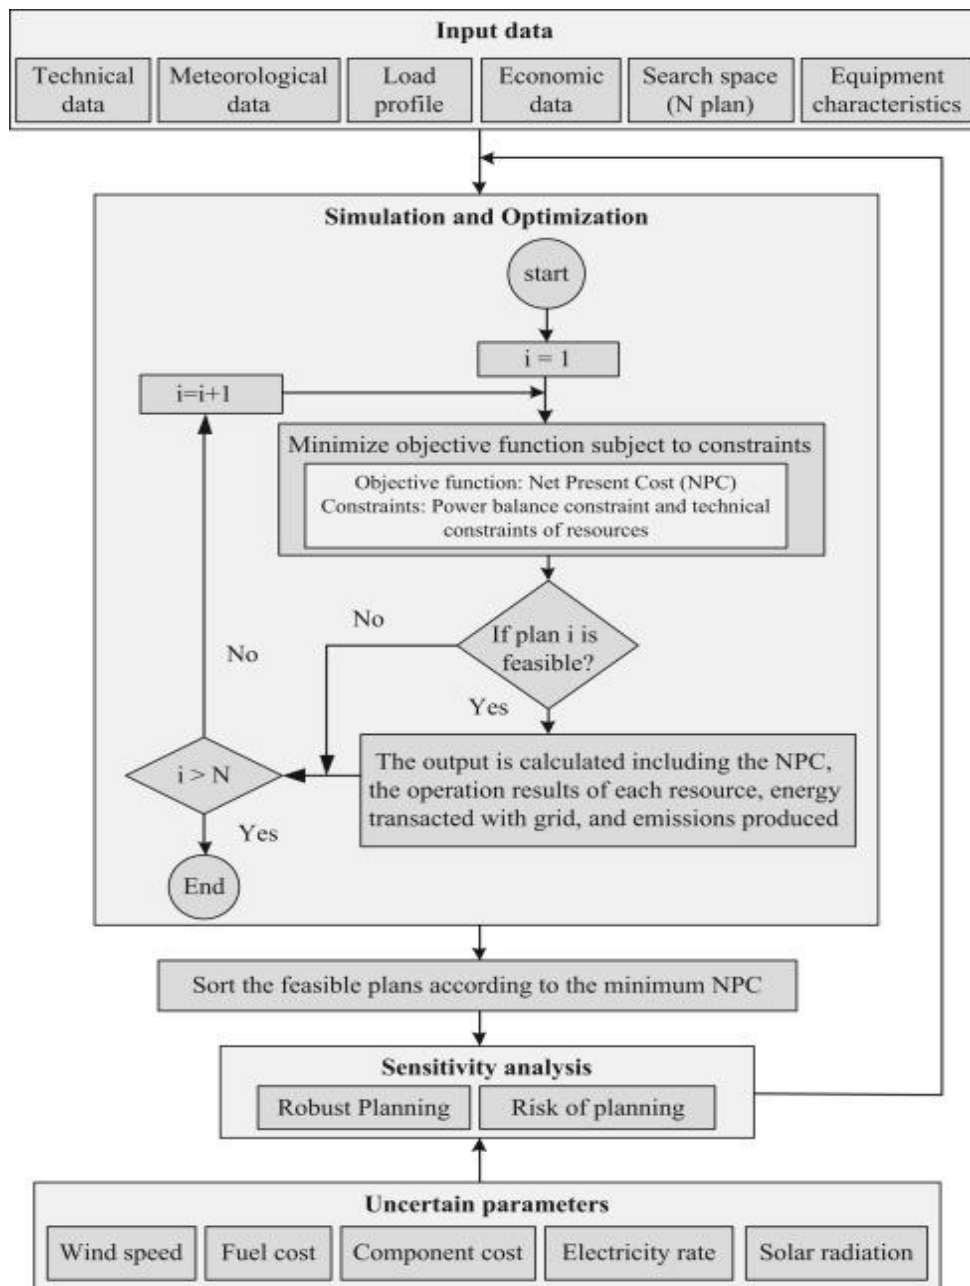 Input data
Technical
data
Meteorological
data
Load
profile
Economic
data
Search space
(N plan)
Equipment
characteristics
Simulation and Optimization
start
i = 1
i=i+1
Minimize objective function subject to constraints
Objective function: Net Present Cost (NPC)
Constraints: Power balance constraint and technical
constraints of resources
No
If plan i is
feasible?
No
Yes
The output is calculated including the NPC,
the operation results of each resource, energy
transacted with grid, and emissions produced
i > N
Yes
End
Sort the feasible plans according to the minimum NPC
Sensitivity analysis
Robust Planning
Risk of planning
Uncertain parameters
Wind speed
Fuel cost
Component cost
Electricity rate
Solar radiation